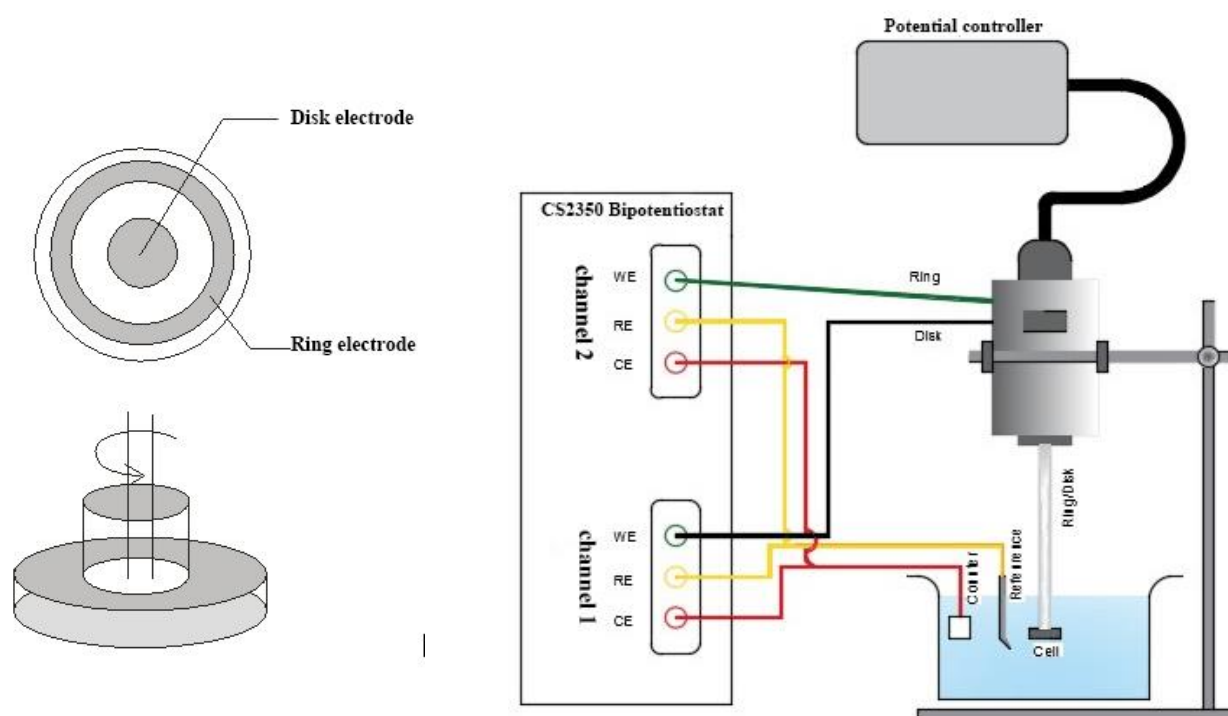 Disk electrode
Ring electrode
Potential controller
CS2350 Bipotentiostat
channel 2
WE
RE
CE
Ring
Disk
channel 1
WE
RE
CE
Counter
Refenrence
Ring/Disk
Cell